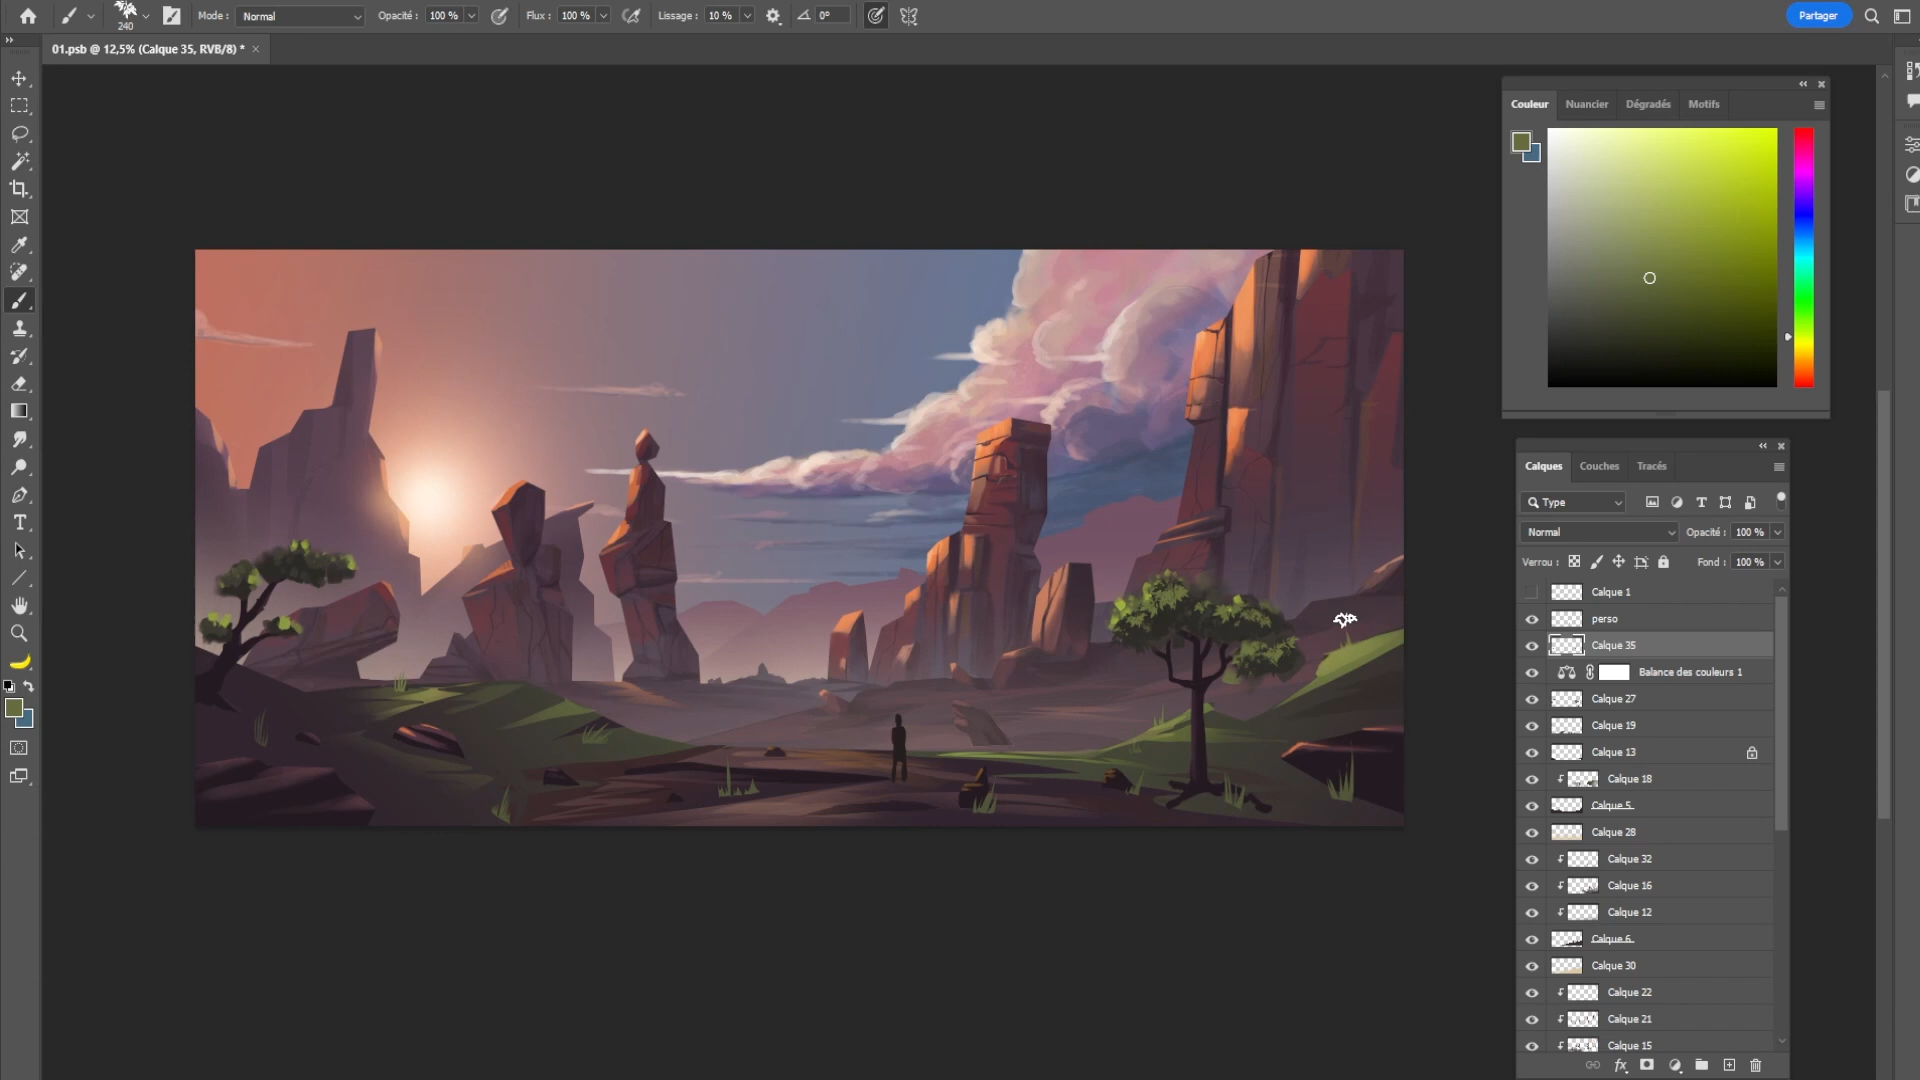 240
Mode : Normal
Opacité : 100 %
Flux : 100 %
Lissage : 10 %
0°
Partager
01.psb @ 12,5% (Calque 35, RVB/8) *
Couleur Nuancier Dégradés Motifs
Calques Couches Tracés
Type
Normal Opacité : 100 %
Verrou : Fond : 100 %
Calque 1
perso
Calque 35
Balance des couleurs 1
Calque 27
Calque 19
Calque 13
Calque 18
Calque 5
Calque 28
Calque 32
Calque 16
Calque 12
Calque 6
Calque 30
Calque 22
Calque 21
Calque 15